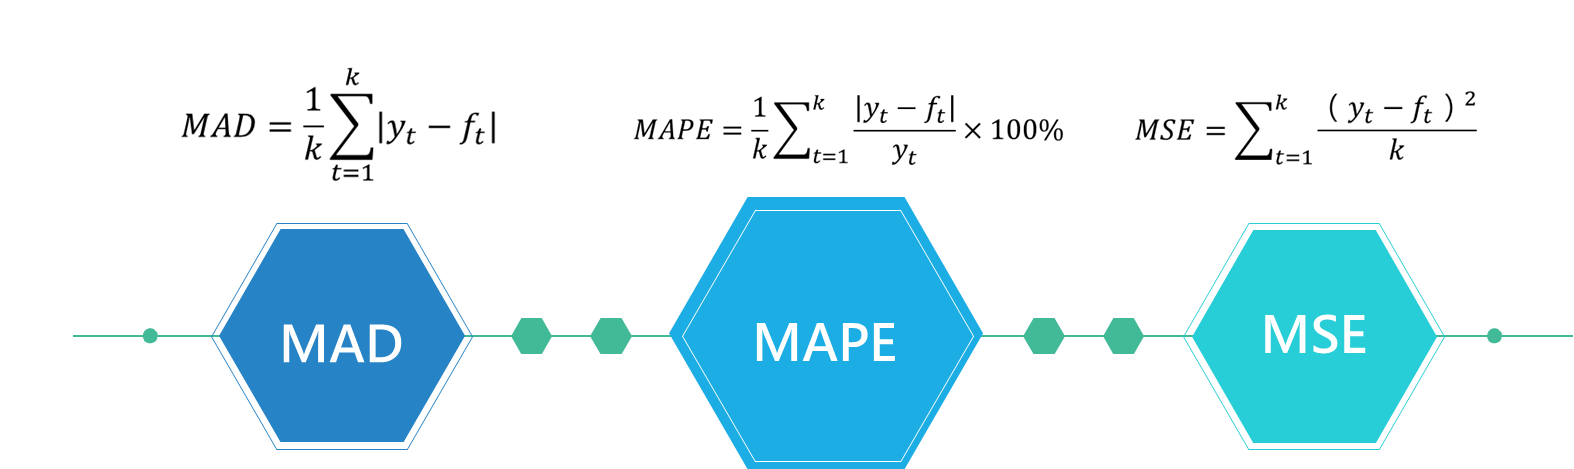 MAD = 1/k ∑_{t=1}^{k} |y_t − f_t|
MAPE = 1/k ∑_{t=1}^{k} |y_t − f_t| / y_t × 100%
MSE = ∑_{t=1}^{k} ( y_t − f_t )² / k
MAD
MAPE
MSE